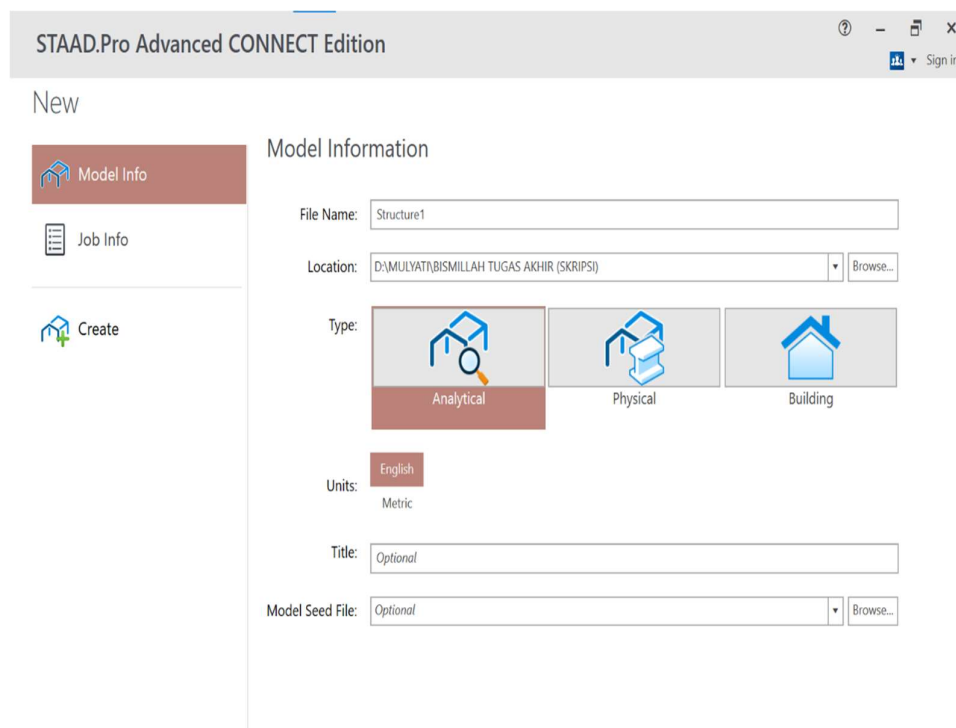 STAAD.Pro Advanced CONNECT Edition
Sign in
New
Model Info
Job Info
Create
Model Information
File Name: Structure1
Location: D:\MULYATI\BISMILLAH TUGAS AKHIR (SKRIPSI) Browse...
Type:
Analytical Physical Building
Units: English
Metric
Title: Optional
Model Seed File: Optional Browse...